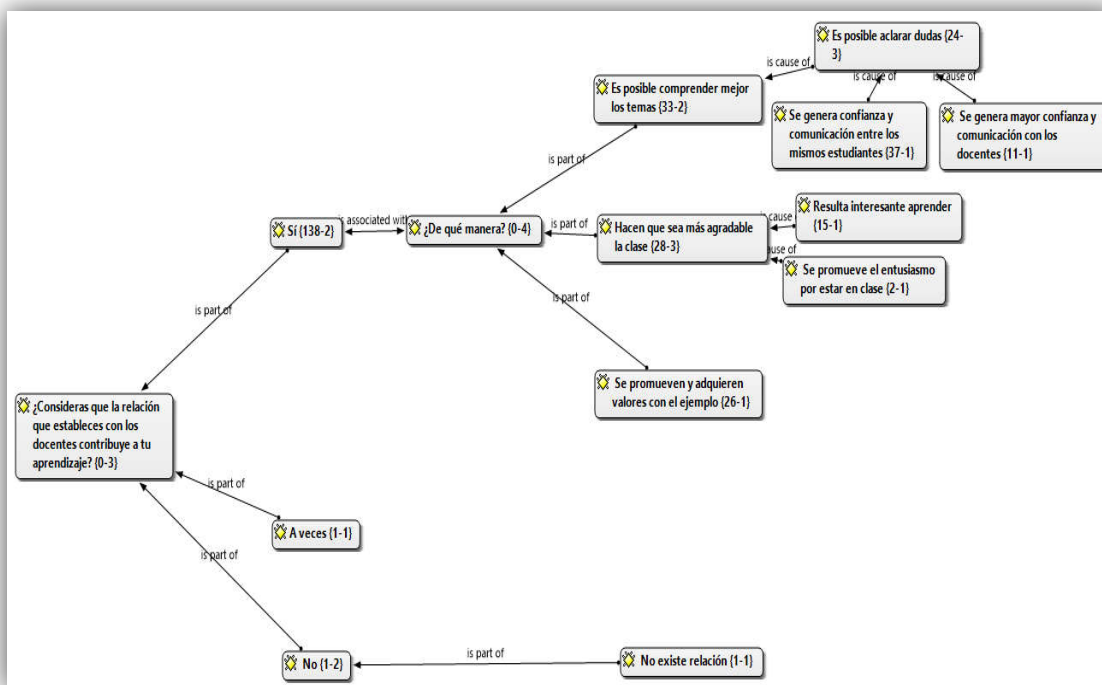 Es posible aclarar dudas {24-
3}
is cause of
is cause of
is cause of
Es posible comprender mejor
los temas {33-2}
Se genera confianza y
comunicación entre los
mismos estudiantes {37-1}
Se genera mayor confianza y
comunicación con los
docentes {11-1}
is part of
Sí {138-2}
is associated with
¿De qué manera? {0-4}
is part of
Hacen que sea más agradable
la clase {28-3}
is cause
Resulta interesante aprender
{15-1}
cause of
Se promueve el entusiasmo
por estar en clase {2-1}
is part of
is part of
Se promueven y adquieren
valores con el ejemplo {26-1}
¿Consideras que la relación
que estableces con los
docentes contribuye a tu
aprendizaje? {0-3}
is part of
A veces {1-1}
is part of
No {1-2}
is part of
No existe relación {1-1}